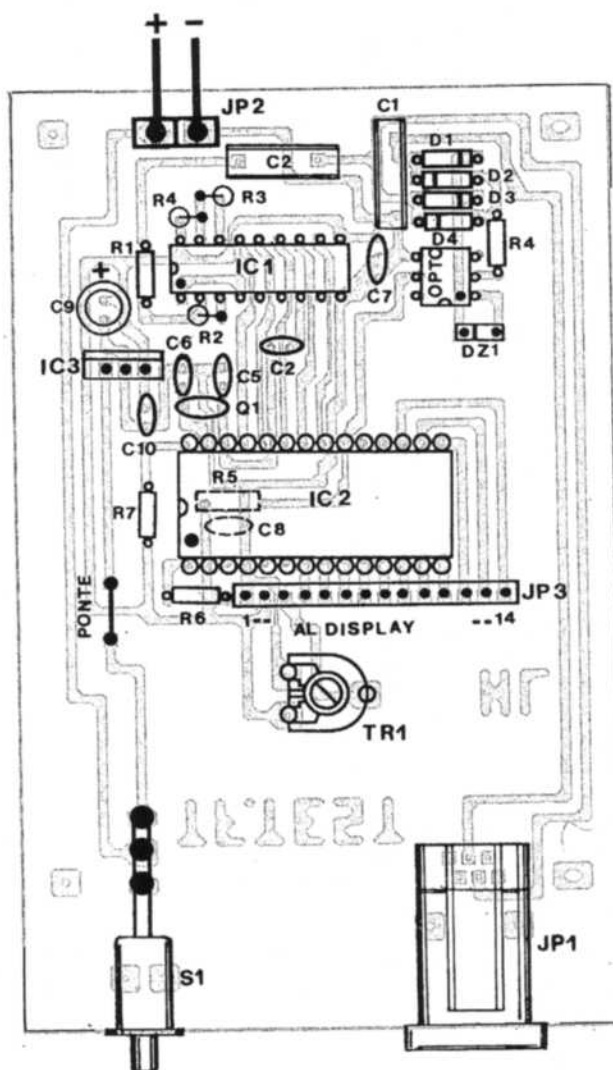 + -
JP2
C1
C2
D1
D2
D3
D4
R4
R3
R4
R1
IC1
C7
OPTO
+
C9
R2
DZ1
IC3
C6
C5
C2
Q1
C10
R5
IC2
R7
C8
PONTE
R6
JP3
1-- AL DISPLAY --14
TR1
S1
JP1